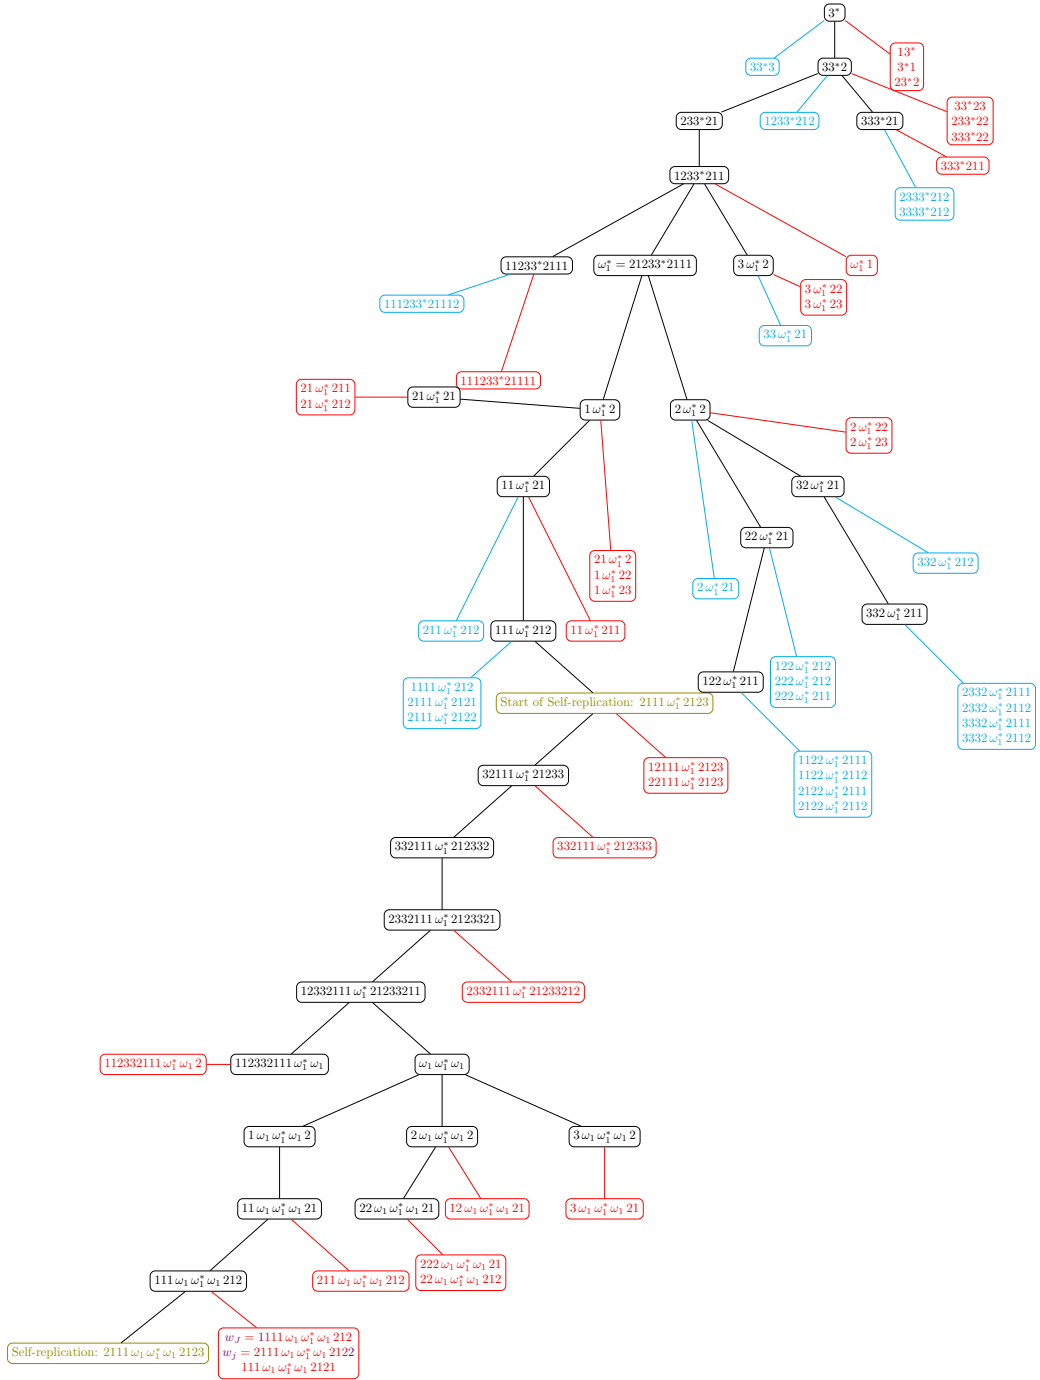 3*
13*
3*1
23*2
33*3
33*2
33*23
233*22
333*22
233*21
1233*212
333*21
333*211
1233*211
2333*212
3333*212
11233*2111
ω₁* = 21233*2111
3 ω₁* 2
ω₁* 1
3 ω₁* 22
3 ω₁* 23
111233*21112
33 ω₁* 21
111233*21111
21 ω₁* 211
21 ω₁* 212
21 ω₁* 21
1 ω₁* 2
2 ω₁* 2
2 ω₁* 22
2 ω₁* 23
11 ω₁* 21
32 ω₁* 21
22 ω₁* 21
332 ω₁* 212
21 ω₁* 2
1 ω₁* 22
1 ω₁* 23
2 ω₁* 21
332 ω₁* 211
211 ω₁* 212
111 ω₁* 212
11 ω₁* 211
122 ω₁* 212
222 ω₁* 212
222 ω₁* 211
122 ω₁* 211
1111 ω₁* 212
2111 ω₁* 2121
2111 ω₁* 2122
Start of Self-replication: 2111 ω₁* 2123
2332 ω₁* 2111
2332 ω₁* 2112
3332 ω₁* 2111
3332 ω₁* 2112
32111 ω₁* 21233
12111 ω₁* 2123
22111 ω₁* 2123
1122 ω₁* 2111
1122 ω₁* 2112
2122 ω₁* 2111
2122 ω₁* 2112
332111 ω₁* 212332
332111 ω₁* 212333
2332111 ω₁* 2123321
12332111 ω₁* 21233211
2332111 ω₁* 21233212
112332111 ω₁* ω₁ 2
112332111 ω₁* ω₁
ω₁ ω₁* ω₁
1 ω₁ ω₁* ω₁ 2
2 ω₁ ω₁* ω₁ 2
3 ω₁ ω₁* ω₁ 2
11 ω₁ ω₁* ω₁ 21
22 ω₁ ω₁* ω₁ 21
12 ω₁ ω₁* ω₁ 21
3 ω₁ ω₁* ω₁ 21
111 ω₁ ω₁* ω₁ 212
211 ω₁ ω₁* ω₁ 212
222 ω₁ ω₁* ω₁ 21
22 ω₁ ω₁* ω₁ 212
Self-replication: 2111 ω₁ ω₁* ω₁ 2123
w_J = 1111 ω₁ ω₁* ω₁ 212
w_j = 2111 ω₁ ω₁* ω₁ 2122
111 ω₁ ω₁* ω₁ 2121